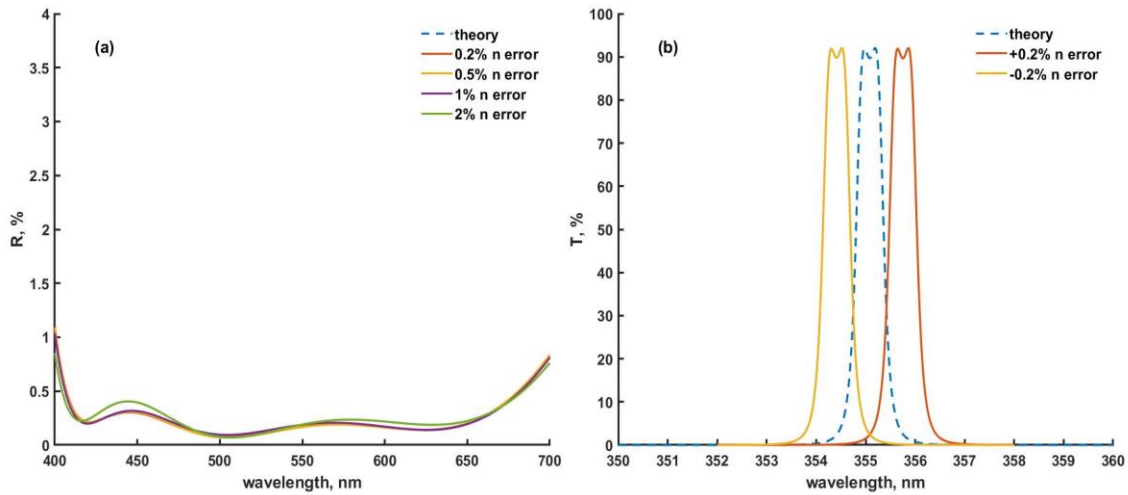 (a)
theory
0.2% n error
0.5% n error
1% n error
2% n error
R, %
4
3.5
3
2.5
2
1.5
1
0.5
0
400 450 500 550 600 650 700
wavelength, nm
(b)
theory
+0.2% n error
-0.2% n error
T, %
100
90
80
70
60
50
40
30
20
10
0
350 351 352 353 354 355 356 357 358 359 360
wavelength, nm